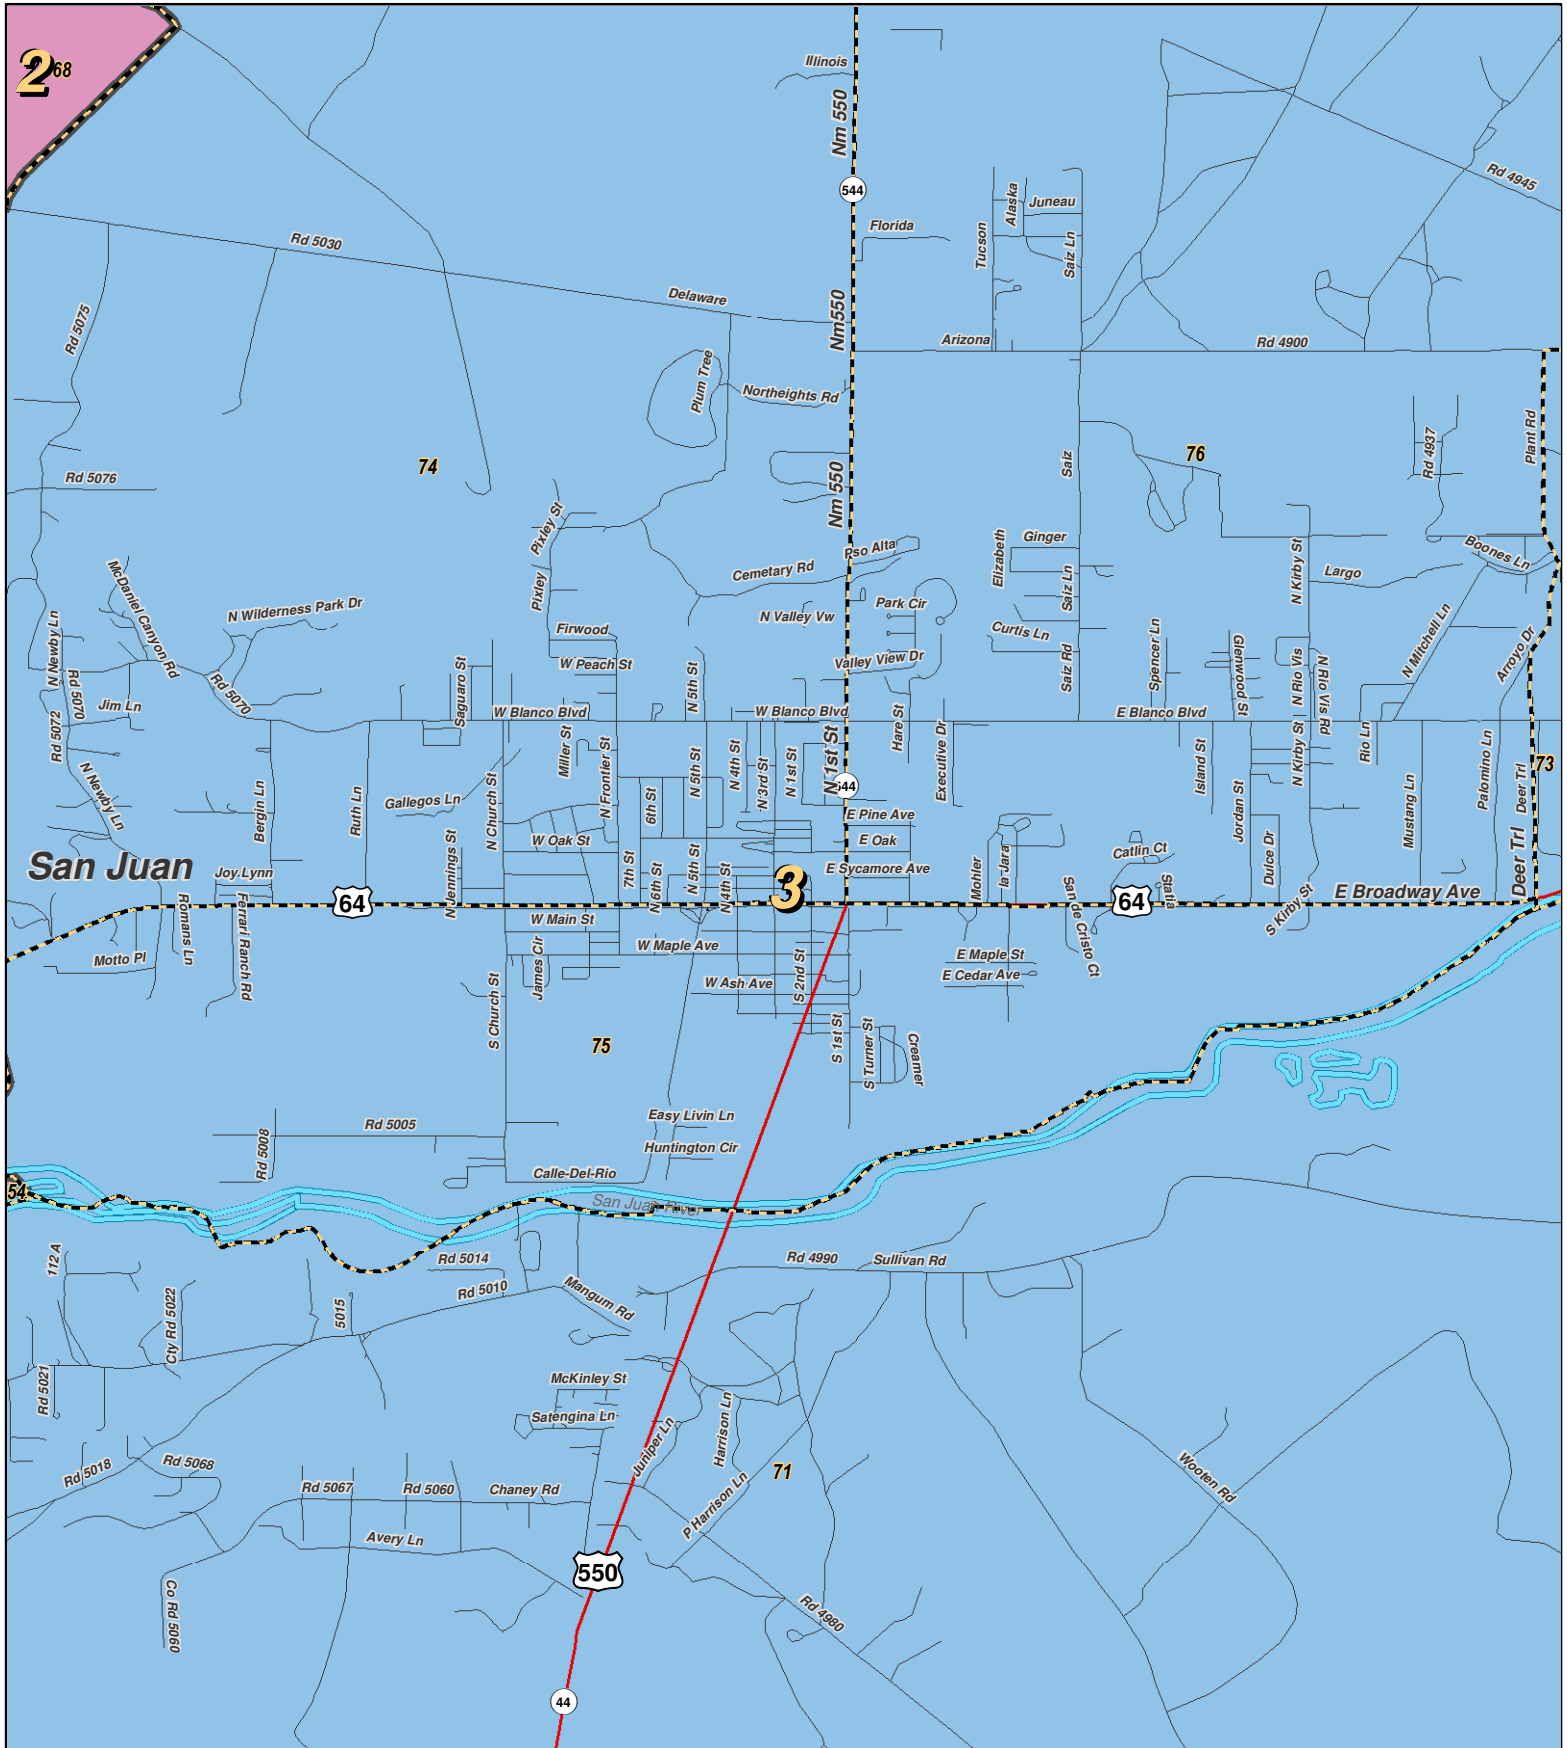 2
68
Illinois
Nm 550
544
Rd 4945
Alaska
Juneau
Florida
Tucson
Saiz Ln
Rd 5030
Delaware
Nm550
Rd 5075
Arizona
Rd 4900
Plum Tree
Northeights Rd
Plant Rd
Rd 4937
74
76
Saiz
Rd 5076
Nm 550
Pixley St
Pso Alta
Elizabeth
Ginger
N Kirby St
Boones Ln
Cemetary Rd
Largo
McDaniel Canyon Rd
Pixley
Saiz Ln
N Wilderness Park Dr
Park Cir
N Valley Vw
N Newby Ln
Firwood
Curtis Ln
N Mitchell Ln
Arroyo Dr
Spencer Ln
Glenwood St
W Peach St
Valley View Dr
Saiz Rd
N Rio Vis
N Rio Vis Rd
Rd 5070
Rd 5070
Saguaro St
N 5th St
Jim Ln
W Blanco Blvd
W Blanco Blvd
E Blanco Blvd
Rd 5072
Hare St
Miller St
N Frontier St
N 5th St
N 4th St
N 3rd St
N 1st St
N 1st St
Executive Dr
Island St
N Kirby St
Rio Ln
Palomino Ln
Deer Trl
73
N Newby Ln
Bergin Ln
Ruth Ln
Gallegos Ln
N Church St
6th St
544
E Pine Ave
Jordan St
Mustang Ln
W Oak St
E Oak
Dulce Dr
Catlin Ct
San Juan
Joy Lynn
N Jennings St
7th St
N 6th St
N 5th St
N 4th St
3
E Sycamore Ave
Mohler
la Jara
Staia
Deer Trl
64
64
E Broadway Ave
Romans Ln
Ferrari Ranch Rd
W Main St
San de Cristo Ct
S Kirby St
Motto Pl
W Maple Ave
E Maple St
James Cir
W Ash Ave
S 2nd St
E Cedar Ave
S Church St
75
S 1st St
S Turner St
Creamer
Easy Livin Ln
Rd 5005
Rd 5008
Huntington Cir
Calle-Del-Rio
54
San Juan River
112 A
Rd 5014
Rd 4990
Sullivan Rd
Rd 5010
Mangum Rd
Cty Rd 5022
5015
Rd 5021
McKinley St
Satengina Ln
Harrison Ln
Juniper Ln
Rd 5018
Rd 5068
71
Wooten Rd
Rd 5067
Rd 5060
Chaney Rd
P Harrison Ln
Avery Ln
550
Co Rd 5060
Rd 4980
44